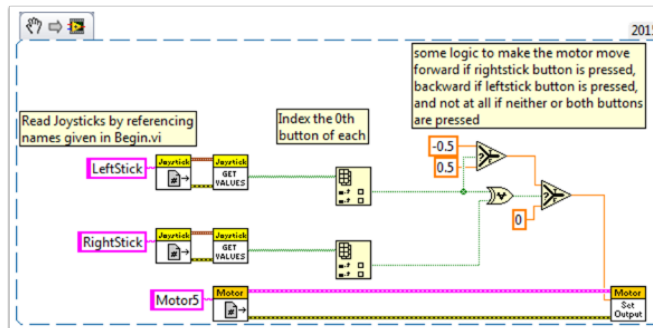 2015
some logic to make the motor move
forward if rightstick button is pressed,
backward if leftstick button is pressed,
and not at all if neither or both buttons
are pressed
Read Joysticks by referencing
names given in Begin.vi
Index the 0th
button of each
LeftStick
Joystick
#
Joystick
GET
VALUES
-0.5
0.5
?
?
0
RightStick
Joystick
#
Joystick
GET
VALUES
Motor5
Motor
#
Motor
Set
Output